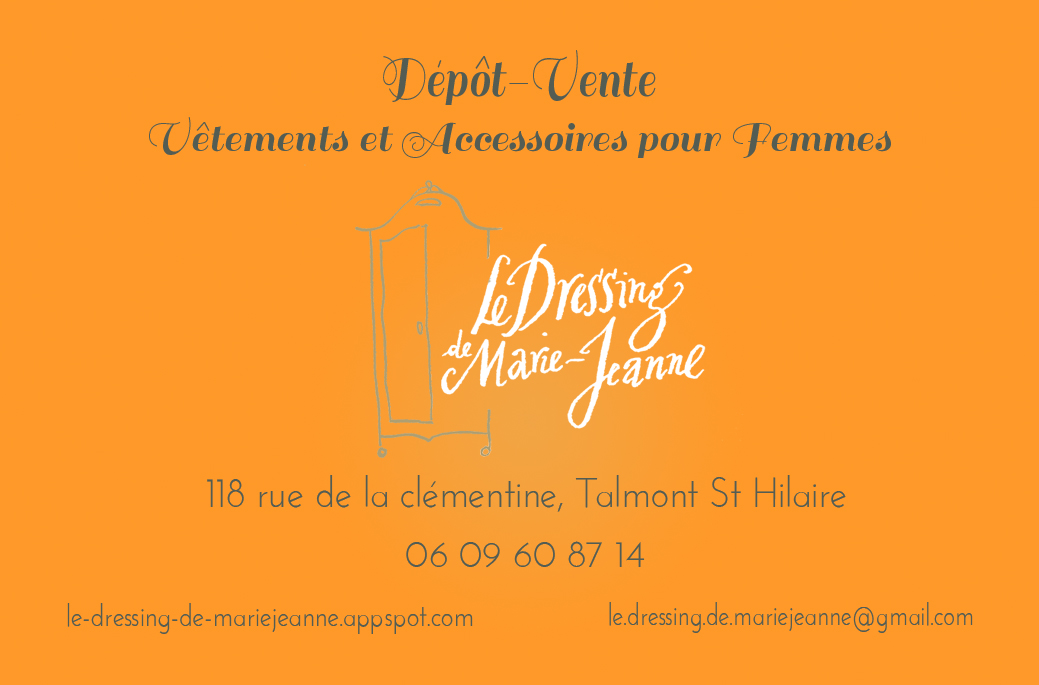 Dépôt-Vente
Vêtements et Accessoires pour Femmes
Le Dressing
de Marie-Jeanne
118 rue de la clémentine, Talmont St Hilaire
06 09 60 87 14
le-dressing-de-mariejeanne.appspot.com
le.dressing.de.mariejeanne@gmail.com